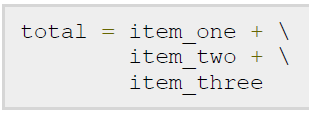 total = item_one + \
item_two + \
item_three